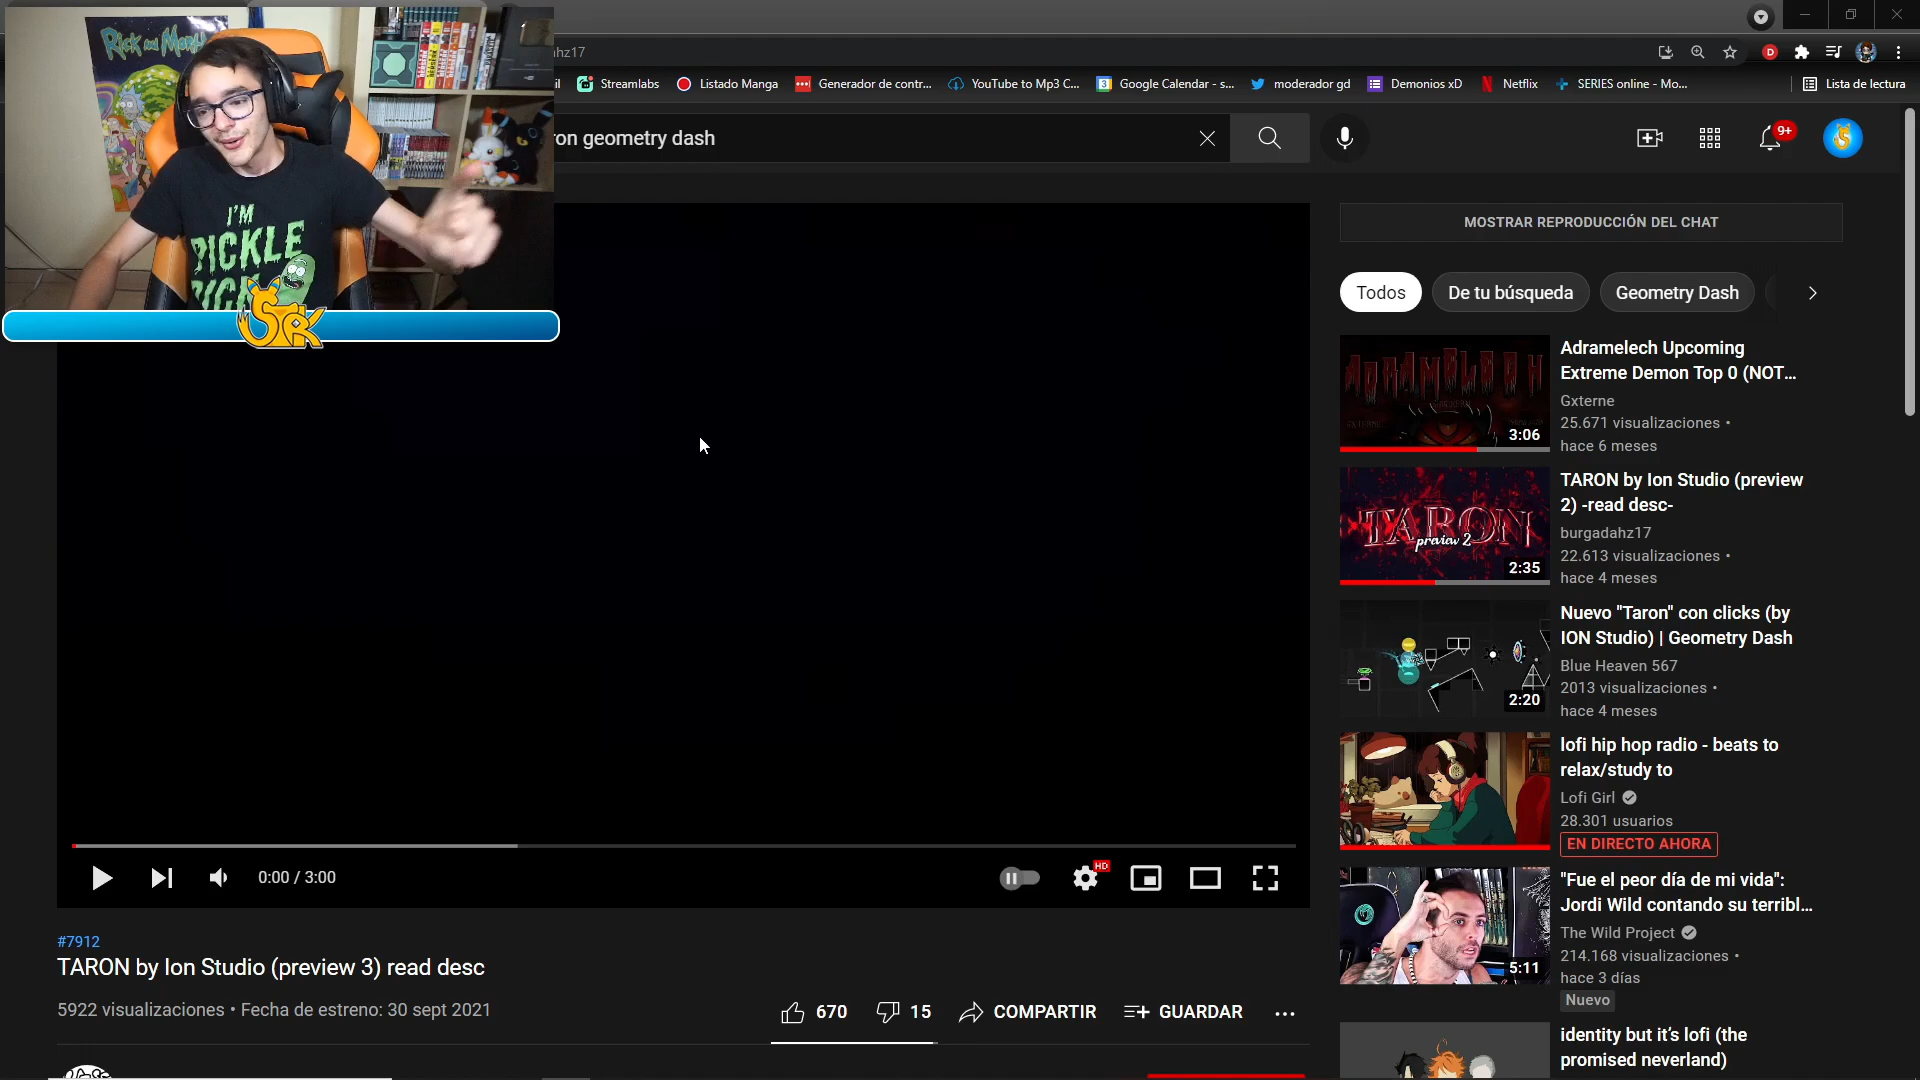 Rick and Morty
I'M
PICKLE
RICK
SR
ahz17
il
Streamlabs
Listado Manga
Generador de contr...
YouTube to Mp3 C...
Google Calendar - s...
moderador gd
Demonios xD
Netflix
SERIES online - Mo...
Lista de lectura
on geometry dash
9+
MOSTRAR REPRODUCCIÓN DEL CHAT
Todos
De tu búsqueda
Geometry Dash
ADRAMELECH
3:06
Adramelech Upcoming
Extreme Demon Top 0 (NOT...
Gxterne
25.671 visualizaciones •
hace 6 meses
TARON
preview 2
2:35
TARON by Ion Studio (preview
2) -read desc-
burgadahz17
22.613 visualizaciones •
hace 4 meses
2:20
Nuevo "Taron" con clicks (by
ION Studio) | Geometry Dash
Blue Heaven 567
2013 visualizaciones •
hace 4 meses
lofi hip hop radio - beats to
relax/study to
Lofi Girl
28.301 usuarios
EN DIRECTO AHORA
5:11
"Fue el peor día de mi vida":
Jordi Wild contando su terribl...
The Wild Project
214.168 visualizaciones •
hace 3 días
Nuevo
identity but it's lofi (the
promised neverland)
0:00 / 3:00
HD
#7912
TARON by Ion Studio (preview 3) read desc
5922 visualizaciones • Fecha de estreno: 30 sept 2021
670
15
COMPARTIR
GUARDAR